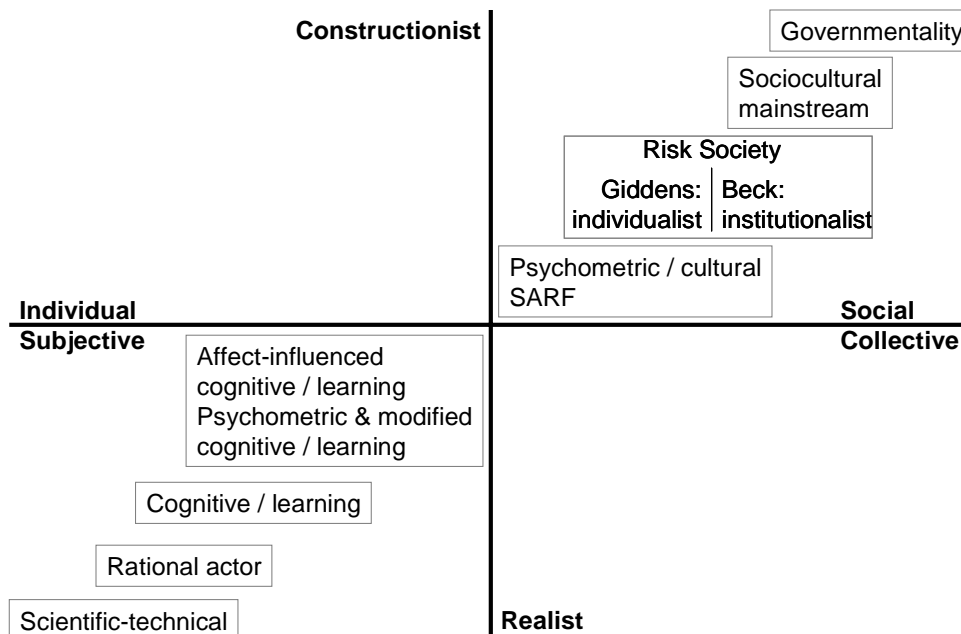 Constructionist
Governmentality
Sociocultural
mainstream
Risk Society
Giddens:
individualist
Beck:
institutionalist
Psychometric / cultural
SARF
Individual
Subjective
Social
Collective
Affect-influenced
cognitive / learning
Psychometric & modified
cognitive / learning
Cognitive / learning
Rational actor
Scientific-technical
Realist